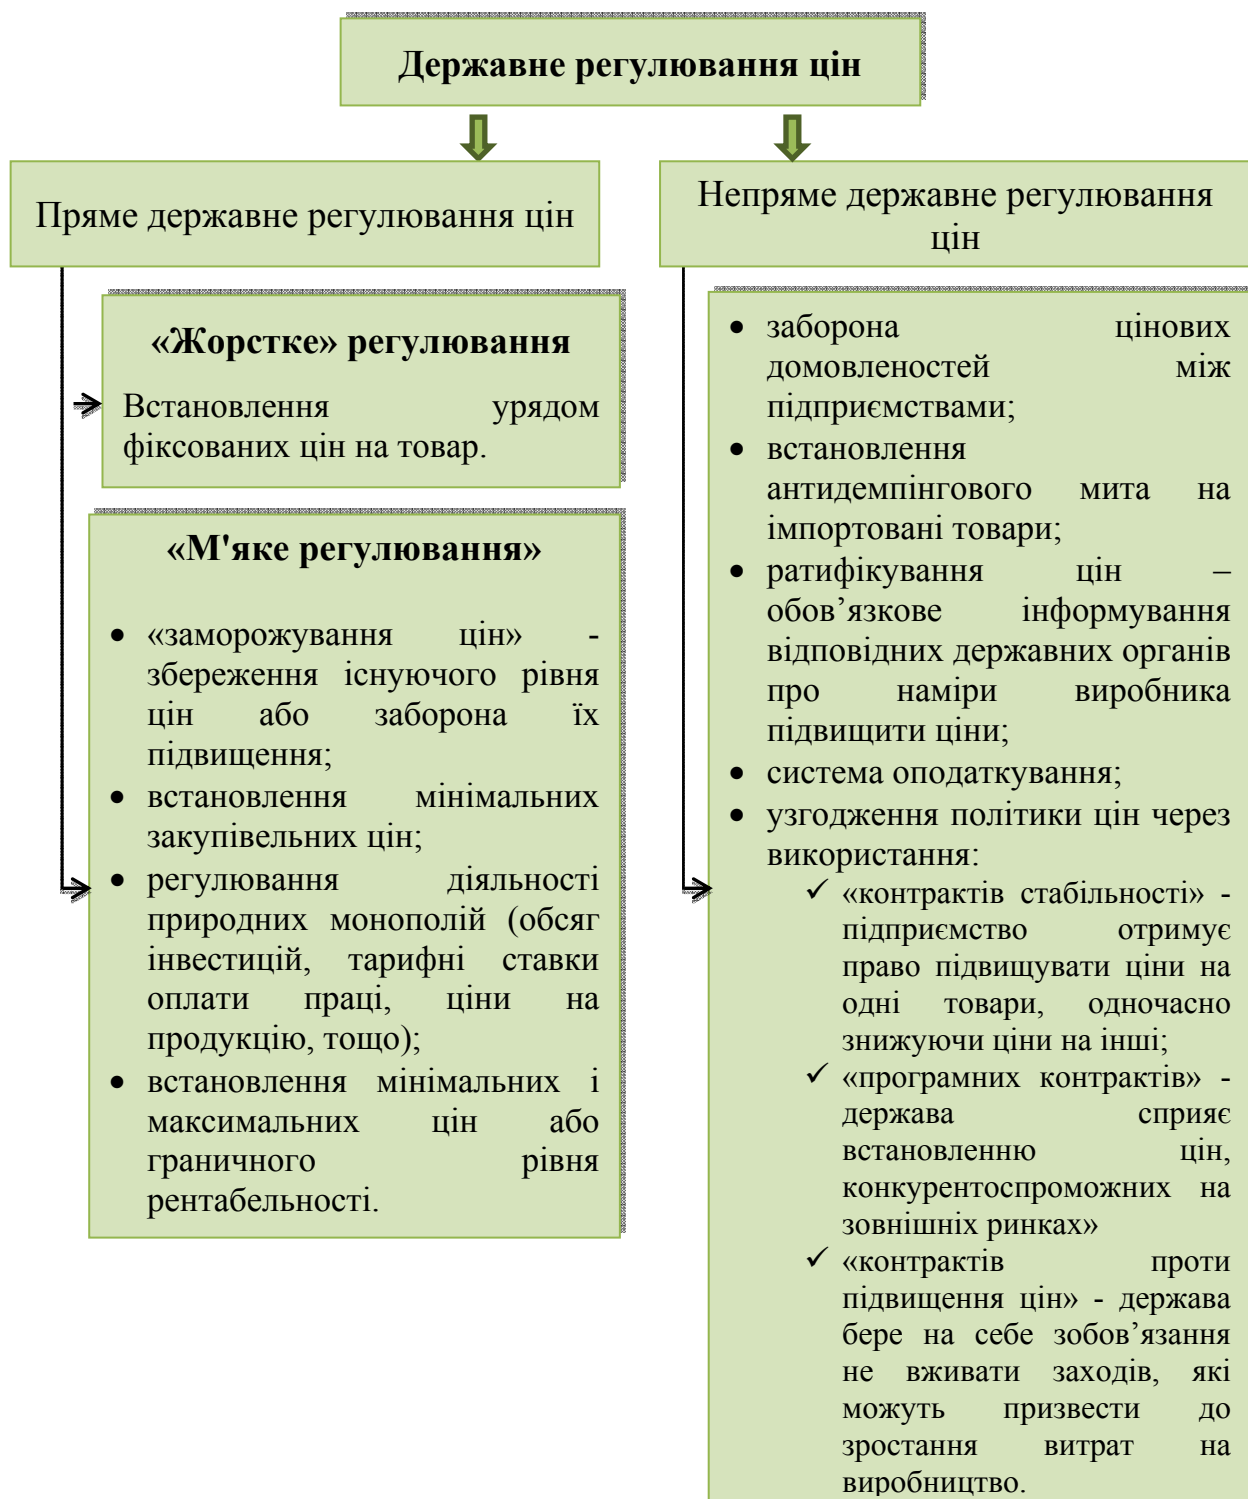 Державне регулювання цін
Пряме державне регулювання цін
«Жорстке» регулювання
Встановлення урядом
фіксованих цін на товар.
«М'яке регулювання»
• «заморожування цін» -
збереження існуючого рівня
цін або заборона їх
підвищення;
• встановлення мінімальних
закупівельних цін;
• регулювання діяльності
природних монополій (обсяг
інвестицій, тарифні ставки
оплати праці, ціни на
продукцію, тощо);
• встановлення мінімальних і
максимальних цін або
граничного рівня
рентабельності.
Непряме державне регулювання
цін
• заборона цінових
домовленостей між
підприємствами;
• встановлення
антидемпінгового мита на
імпортовані товари;
• ратифікування цін –
обов’язкове інформування
відповідних державних органів
про наміри виробника
підвищити ціни;
• система оподаткування;
• узгодження політики цін через
використання:
✓ «контрактів стабільності» -
підприємство отримує
право підвищувати ціни на
одні товари, одночасно
знижуючи ціни на інші;
✓ «програмних контрактів» -
держава сприяє
встановленню цін,
конкурентоспроможних на
зовнішніх ринках»
✓ «контрактів проти
підвищення цін» - держава
бере на себе зобов’язання
не вживати заходів, які
можуть призвести до
зростання витрат на
виробництво.